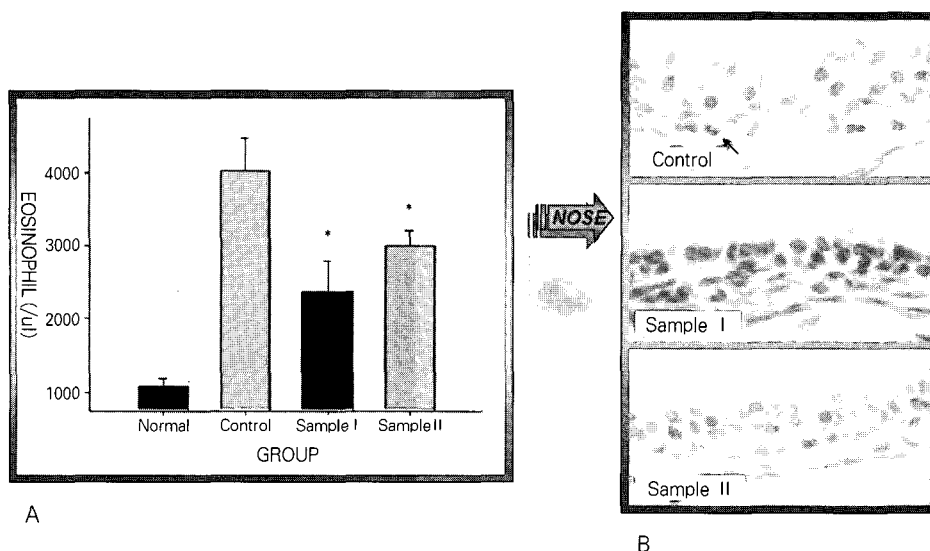 EOSINOPHIL (/ul)
4000
3000
2000
1000
*
*
Normal
Control
Sample I
Sample II
GROUP
A
NOSE
Control
Sample I
Sample II
B